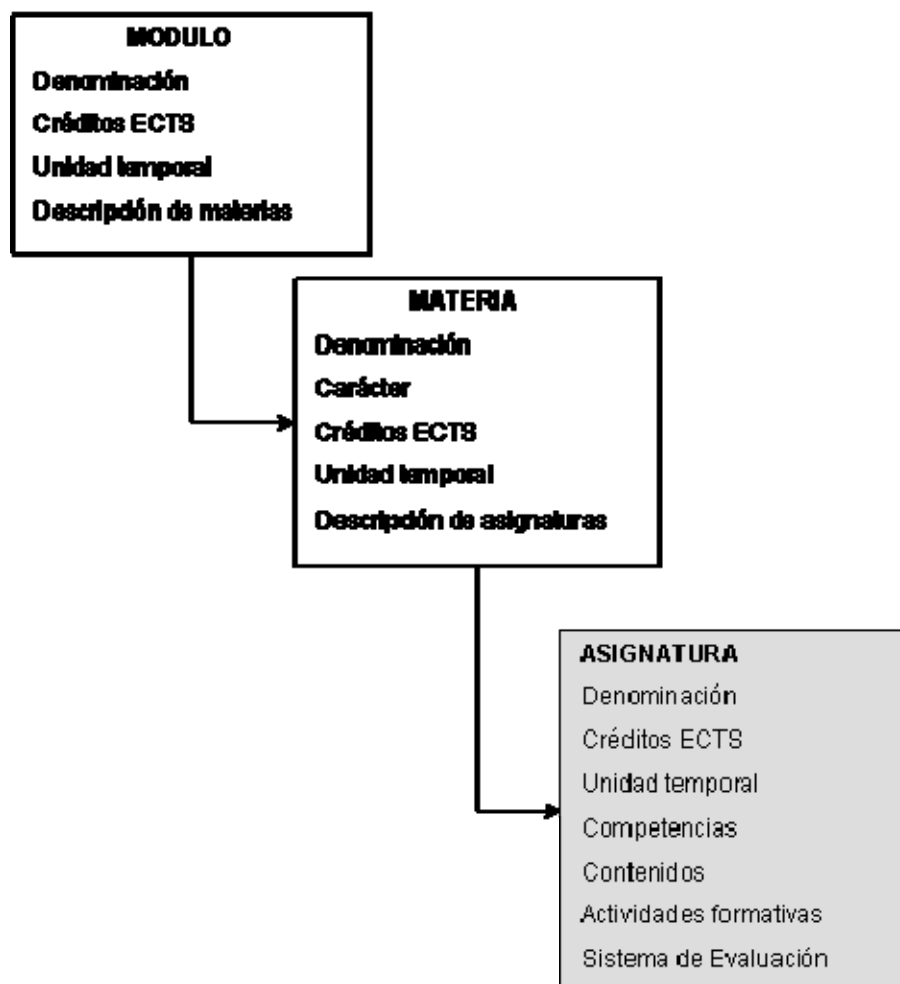 MODULO
Denominación
Créditos ECTS
Unidad temporal
Descripción de materias
MATERIA
Denominación
Carácter
Créditos ECTS
Unidad temporal
Descripción de asignaturas
ASIGNATURA
Denominación
Créditos ECTS
Unidad temporal
Competencias
Contenidos
Actividades formativas
Sistema de Evaluación